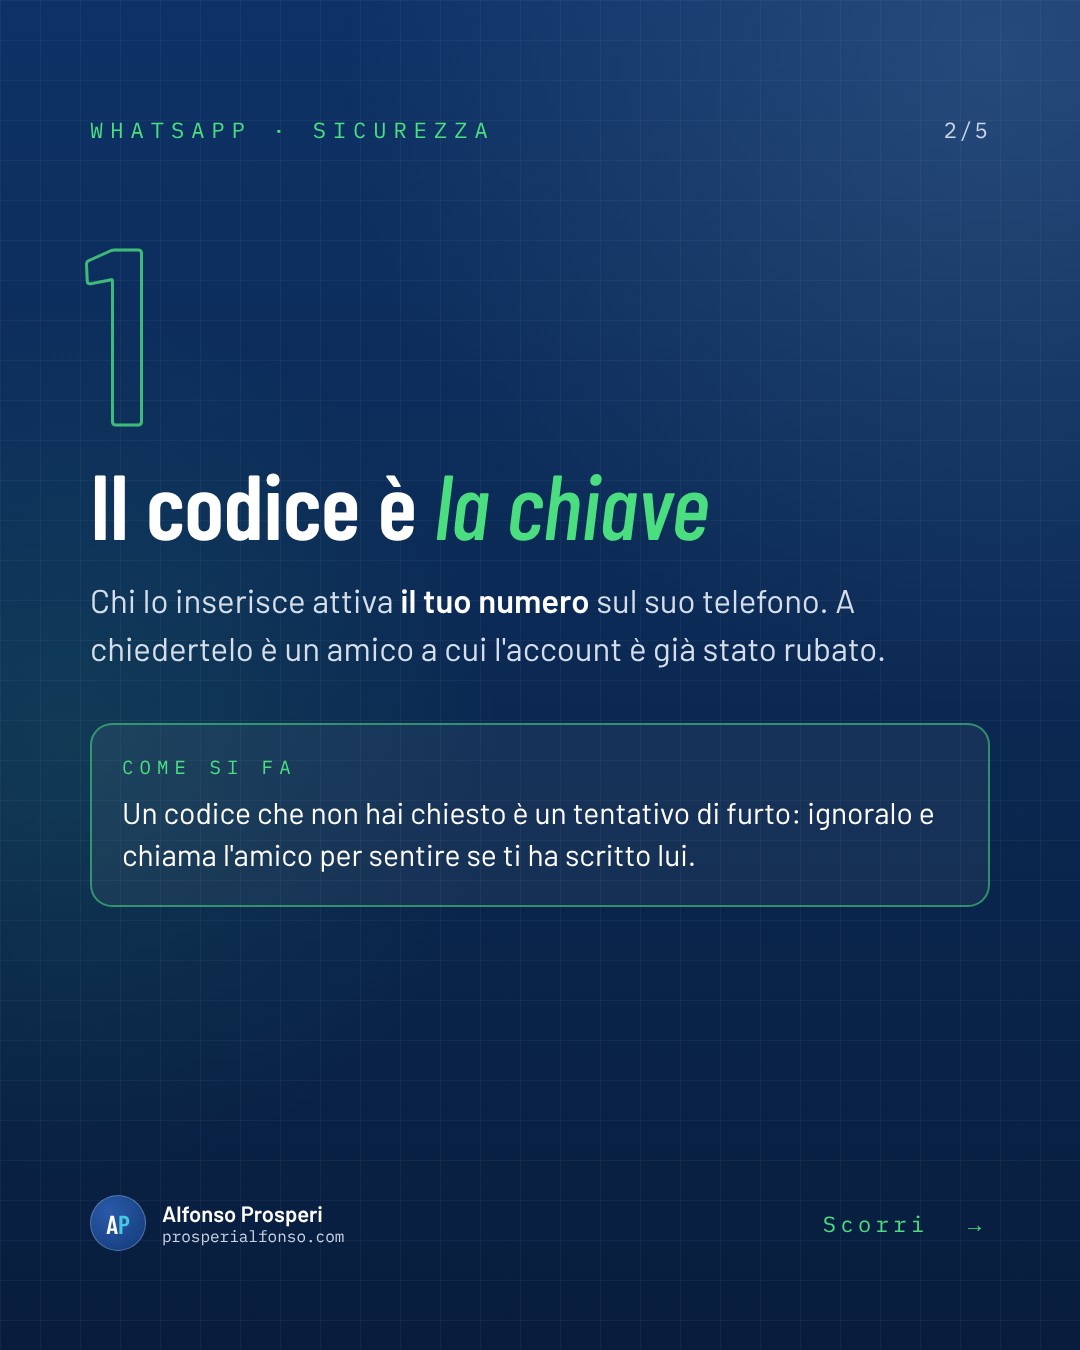 WHATSAPP · SICUREZZA
2/5
1
Il codice è la chiave
Chi lo inserisce attiva il tuo numero sul suo telefono. A
chiedertelo è un amico a cui l'account è già stato rubato.
COME SI FA
Un codice che non hai chiesto è un tentativo di furto: ignoralo e
chiama l'amico per sentire se ti ha scritto lui.
AP
Alfonso Prosperi
prosperialfonso.com
Scorri →